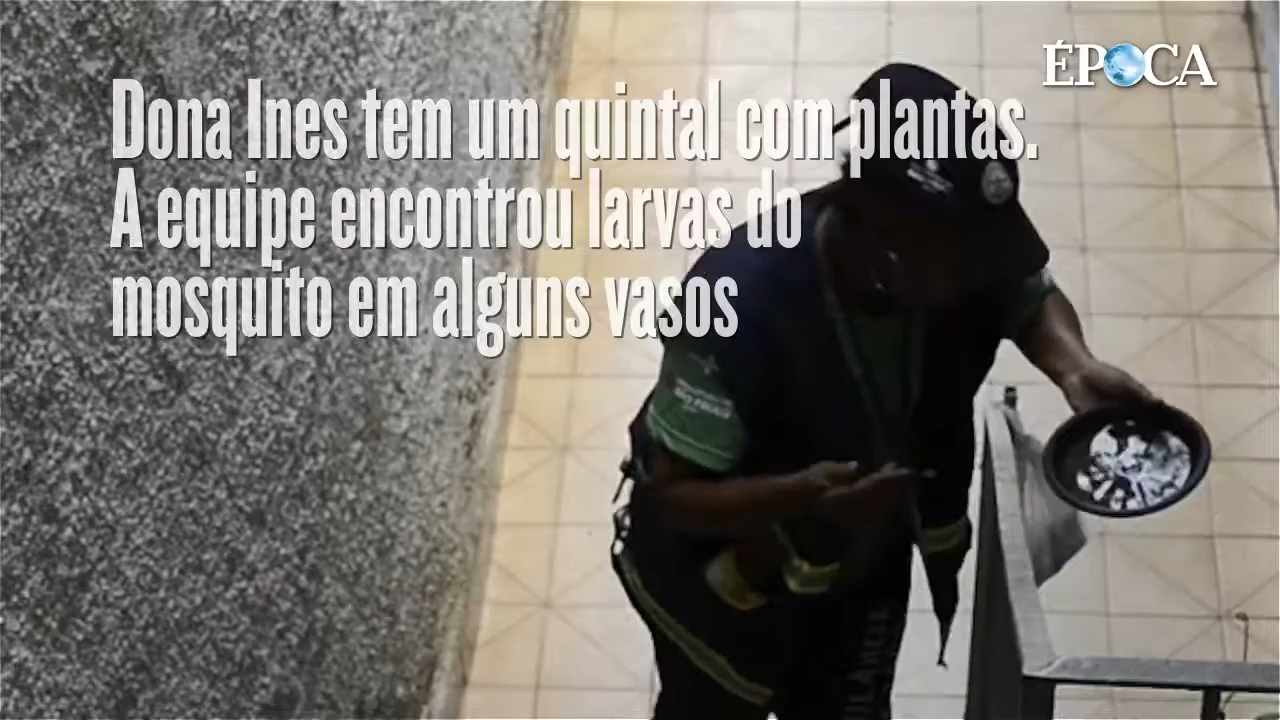 ÉPOCA
Dona Ines tem um quintal com plantas.
A equipe encontrou larvas do
mosquito em alguns vasos